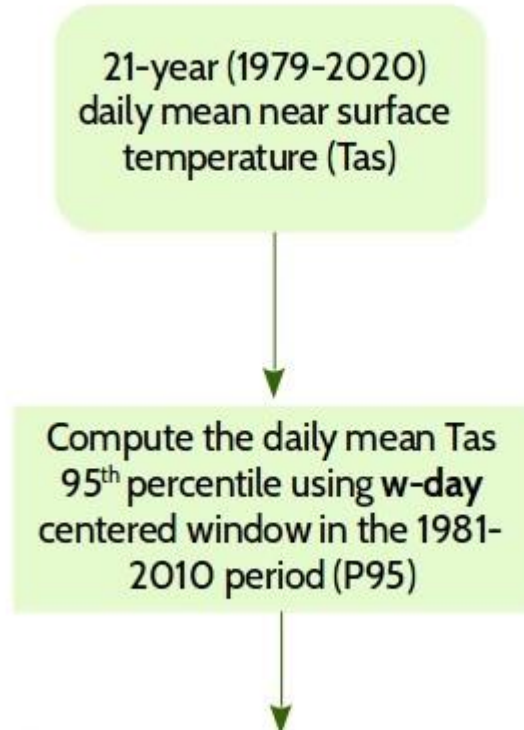 21-year (1979-2020)
daily mean near surface
temperature (Tas)
Compute the daily mean Tas
95th percentile using w-day
centered window in the 1981-
2010 period (P95)